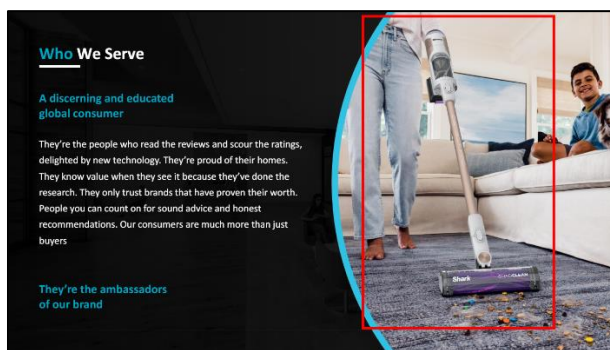 Who We Serve
A discerning and educated
global consumer
They're the people who read the reviews and scour the ratings,
delighted by new technology. They're proud of their homes.
They know value when they see it because they've done the
research. They only trust brands that have proven their worth.
People you can count on for sound advice and honest
recommendations. Our consumers are much more than just
buyers
They're the ambassadors
of our brand
Shark